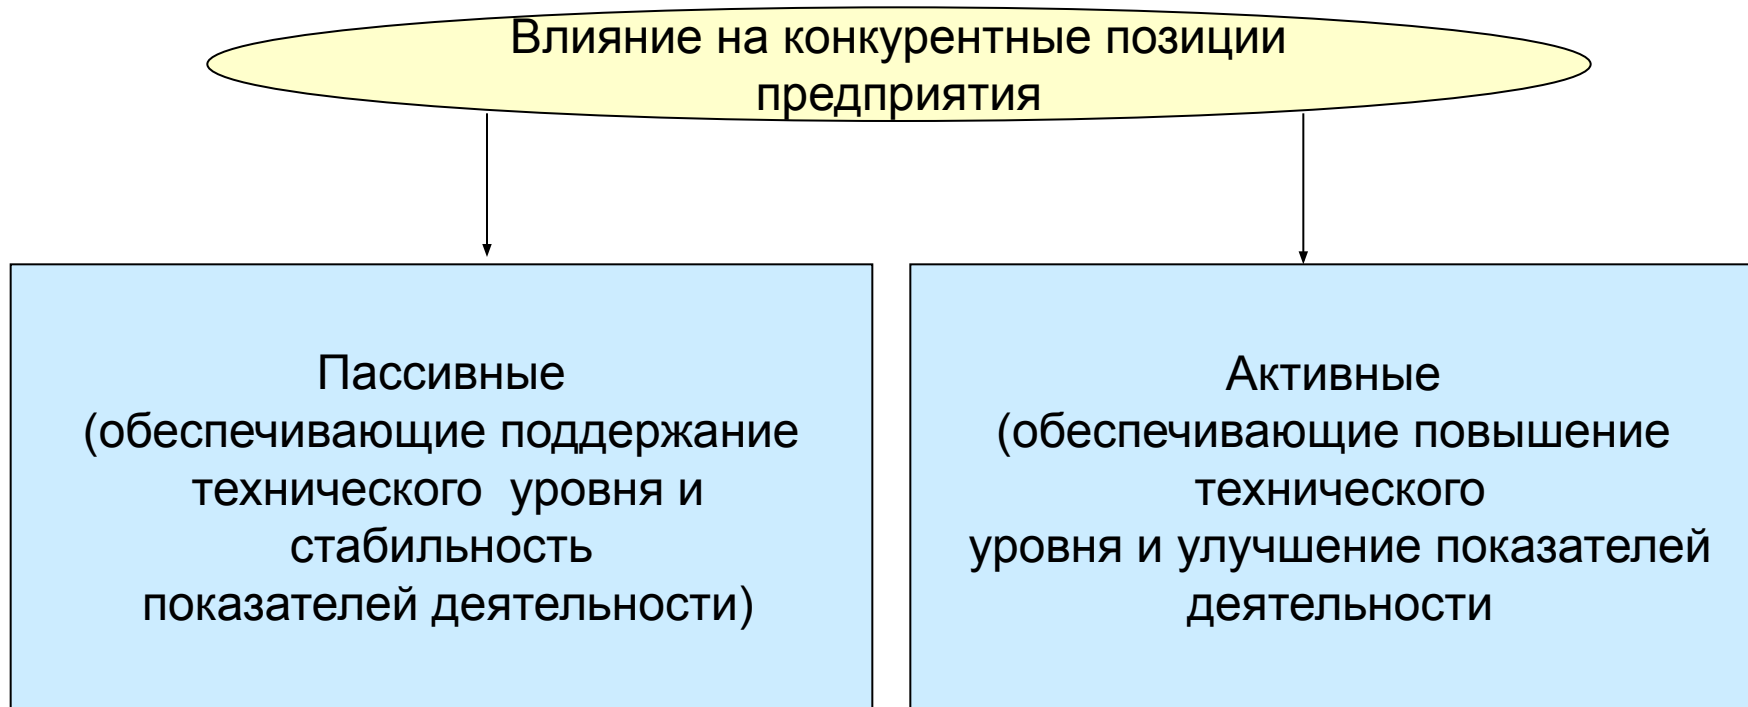 Влияние на конкурентные позиции
предприятия
Пассивные
(обеспечивающие поддержание
технического  уровня и
стабильность
показателей деятельности)
Активные
(обеспечивающие повышение
технического
уровня и улучшение показателей
деятельности